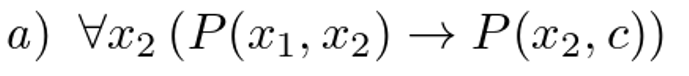 a) ∀x₂ (P(x₁, x₂) → P(x₂, c))